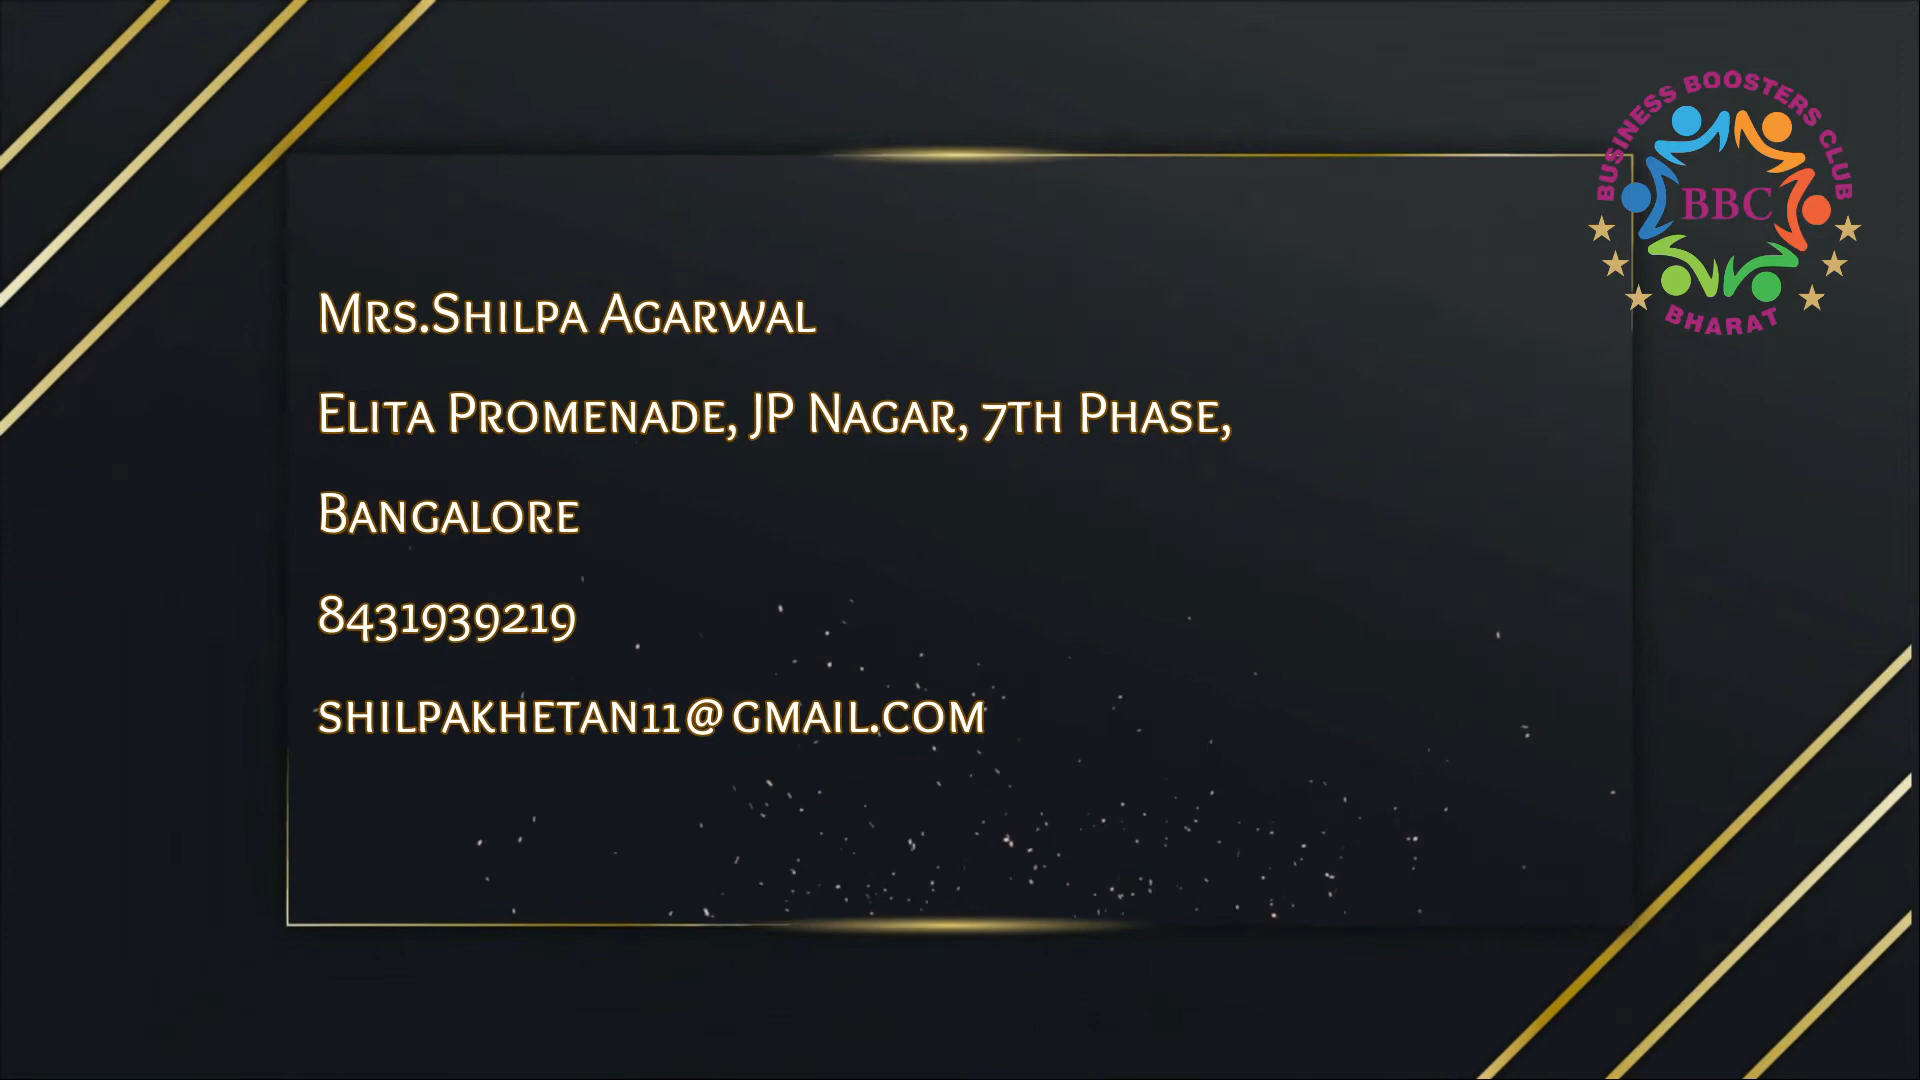 BUSINESS BOOSTERS CLUB
BBC
BHARAT
Mrs.Shilpa Agarwal
Elita Promenade, JP Nagar, 7th Phase,
Bangalore
8431939219
shilpakhetan11@gmail.com